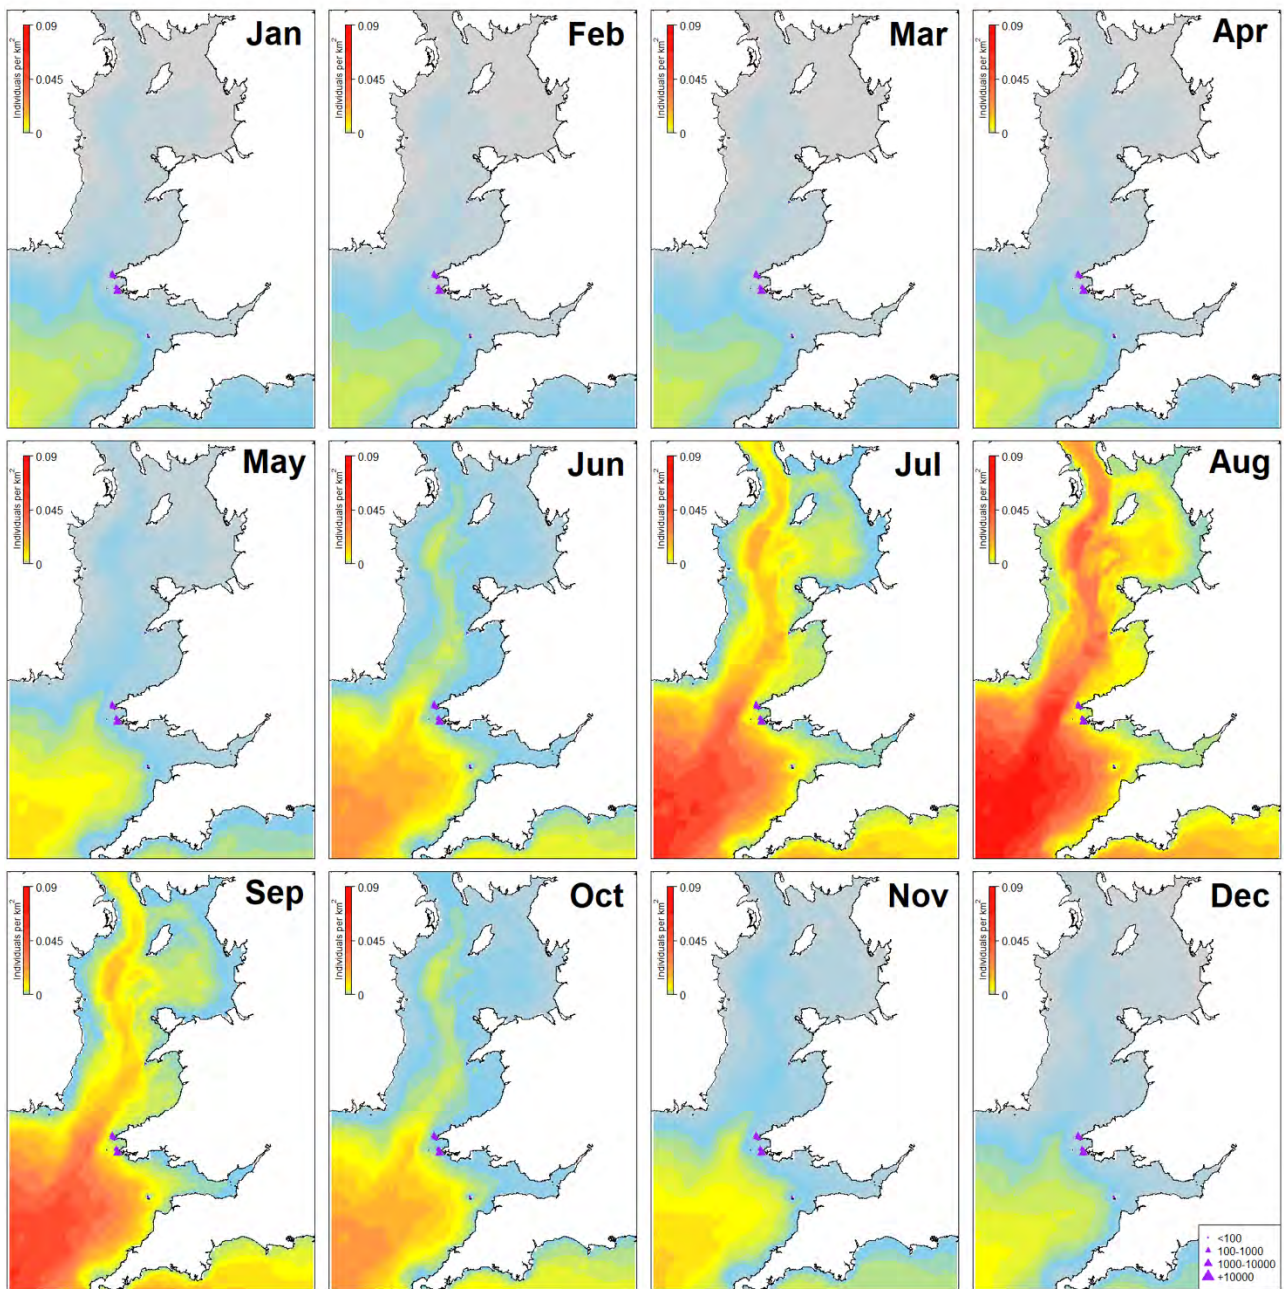 Jan
0.09
0.045
0
Individuals per km²
Feb
0.09
0.045
0
Individuals per km²
Mar
0.09
0.045
0
Individuals per km²
Apr
0.09
0.045
0
Individuals per km²
May
0.09
0.045
0
Individuals per km²
Jun
0.09
0.045
0
Individuals per km²
Jul
0.09
0.045
0
Individuals per km²
Aug
0.09
0.045
0
Individuals per km²
Sep
0.09
0.045
0
Individuals per km²
Oct
0.09
0.045
0
Individuals per km²
Nov
0.09
0.045
0
Individuals per km²
Dec
0.09
0.045
0
Individuals per km²
<100
100-1000
1000-10000
+10000